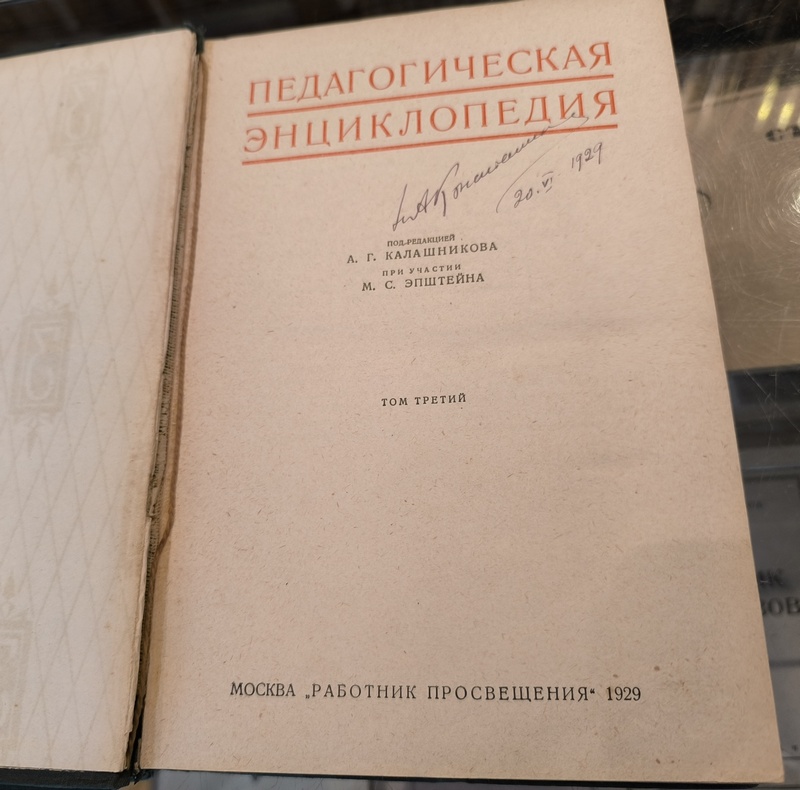 ПЕДАГОГИЧЕСКАЯ
ЭНЦИКЛОПЕДИЯ
20.VI 1929
ПОД РЕДАКЦИЕЙ
А. Г. КАЛАШНИКОВА
ПРИ УЧАСТИИ
М. С. ЭПШТЕЙНА
ТОМ ТРЕТИЙ
МОСКВА „РАБОТНИК ПРОСВЕЩЕНИЯ“ 1929